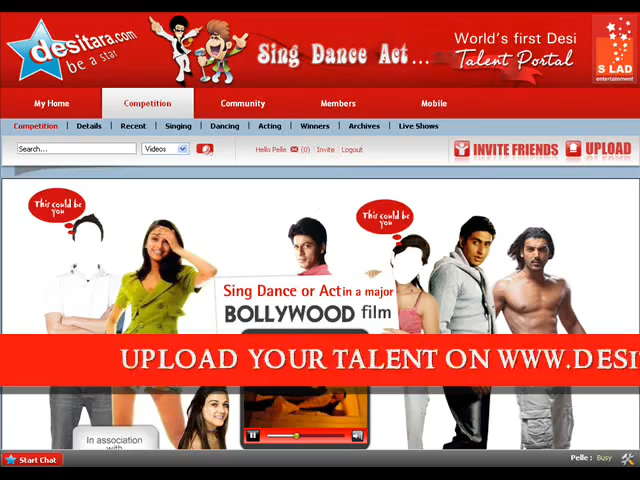 desitara.com
be a star
Sing Dance Act...
World's first Desi
Talent Portal
S LAD
entertainment
My Home Competition Community Members Mobile
Competition | Details | Recent | Singing | Dancing | Acting | Winners | Archives | Live Shows
Search... Videos Hello Pelle (0) | Invite | Logout INVITE FRIENDS UPLOAD
This could be
you
This could be
you
Sing Dance or Act in a major
BOLLYWOOD film
UPLOAD YOUR TALENT ON WWW.DESI
In association
with
Start Chat Pelle : Busy